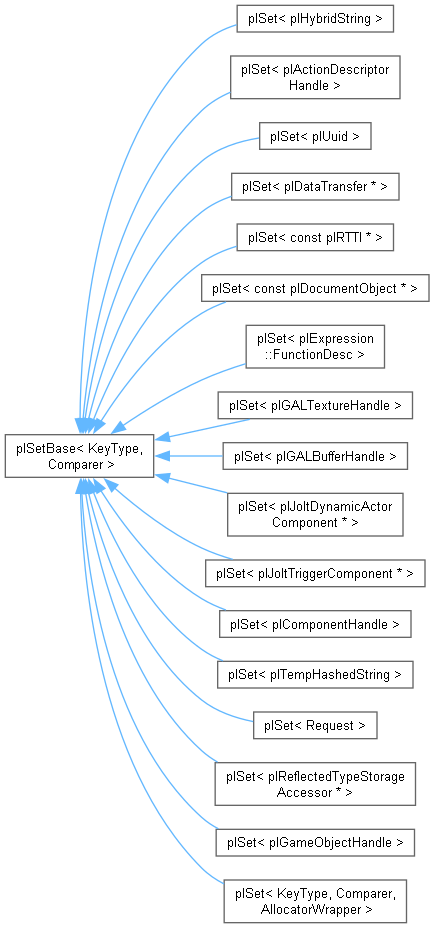 plSet< plHybridString >
plSet< plActionDescriptor
Handle >
plSet< plUuid >
plSet< plDataTransfer * >
plSet< const plRTTI * >
plSet< const plDocumentObject * >
plSet< plExpression
::FunctionDesc >
plSet< plGALTextureHandle >
plSetBase< KeyType,
Comparer >
plSet< plGALBufferHandle >
plSet< plJoltDynamicActor
Component * >
plSet< plJoltTriggerComponent * >
plSet< plComponentHandle >
plSet< plTempHashedString >
plSet< Request >
plSet< plReflectedTypeStorage
Accessor * >
plSet< plGameObjectHandle >
plSet< KeyType, Comparer,
AllocatorWrapper >